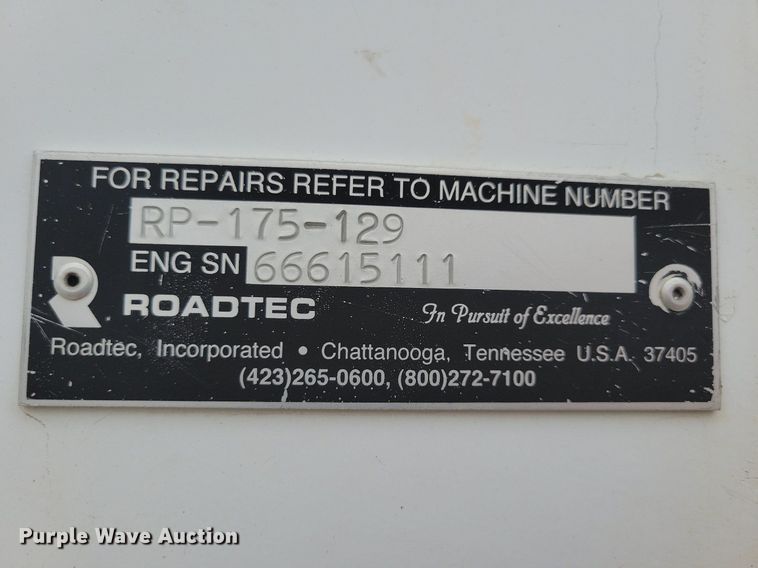 FOR REPAIRS REFER TO MACHINE NUMBER
RP-175-129
ENG SN 66615111
R ROADTEC In Pursuit of Excellence
Roadtec, Incorporated • Chattanooga, Tennessee U.S.A. 37405
(423)265-0600, (800)272-7100
Purple Wave Auction